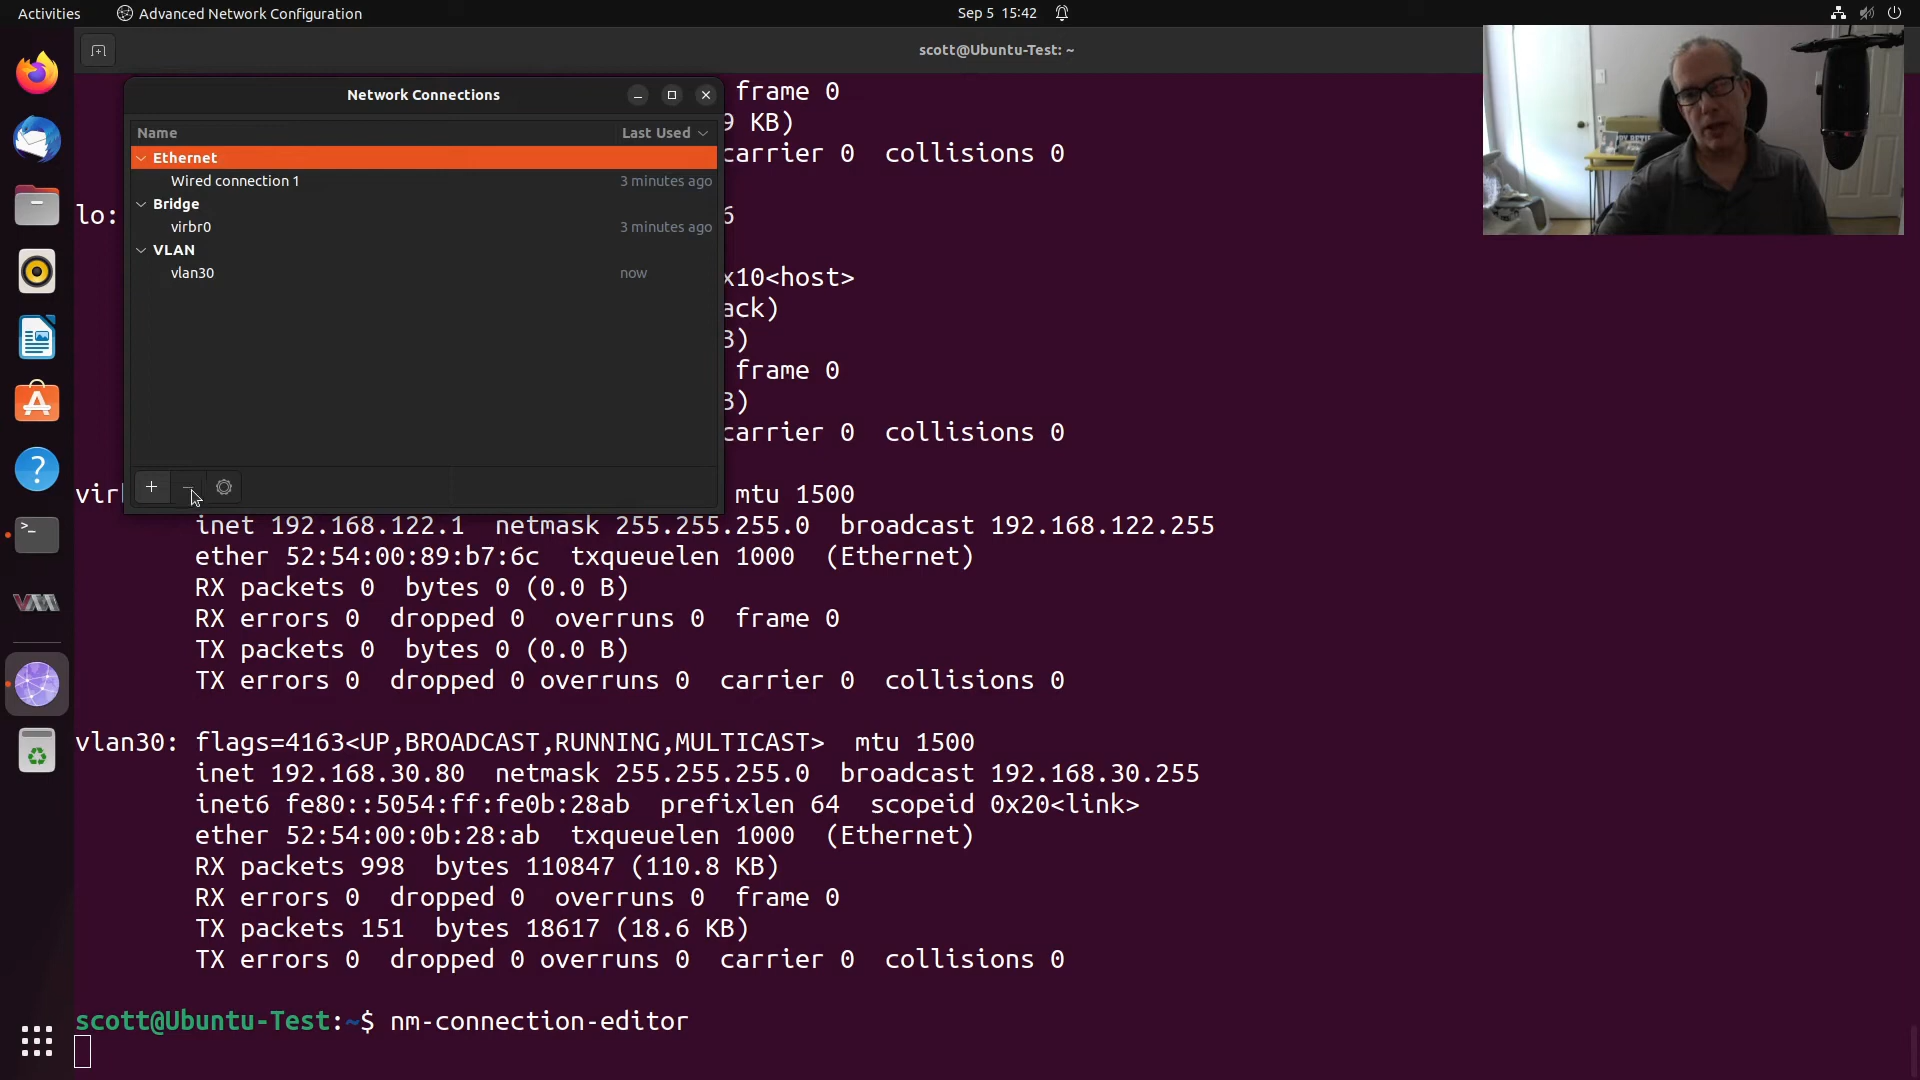 Activities
Advanced Network Configuration
Sep 5 15:42
scott@Ubuntu-Test: ~
Network Connections
Name
Last Used
Ethernet
Wired connection 1
3 minutes ago
Bridge
virbr0
3 minutes ago
VLAN
vlan30
now
frame 0
9 KB)
carrier 0 collisions 0
lo:
6
x10<host>
ack)
B)
frame 0
B)
carrier 0 collisions 0
mtu 1500
inet 192.168.122.1 netmask 255.255.255.0 broadcast 192.168.122.255
ether 52:54:00:89:b7:6c txqueuelen 1000 (Ethernet)
RX packets 0 bytes 0 (0.0 B)
RX errors 0 dropped 0 overruns 0 frame 0
TX packets 0 bytes 0 (0.0 B)
TX errors 0 dropped 0 overruns 0 carrier 0 collisions 0
vlan30: flags=4163<UP,BROADCAST,RUNNING,MULTICAST> mtu 1500
inet 192.168.30.80 netmask 255.255.255.0 broadcast 192.168.30.255
inet6 fe80::5054:ff:fe0b:28ab prefixlen 64 scopeid 0x20<link>
ether 52:54:00:0b:28:ab txqueuelen 1000 (Ethernet)
RX packets 998 bytes 110847 (110.8 KB)
RX errors 0 dropped 0 overruns 0 frame 0
TX packets 151 bytes 18617 (18.6 KB)
TX errors 0 dropped 0 overruns 0 carrier 0 collisions 0
scott@Ubuntu-Test:~$ nm-connection-editor